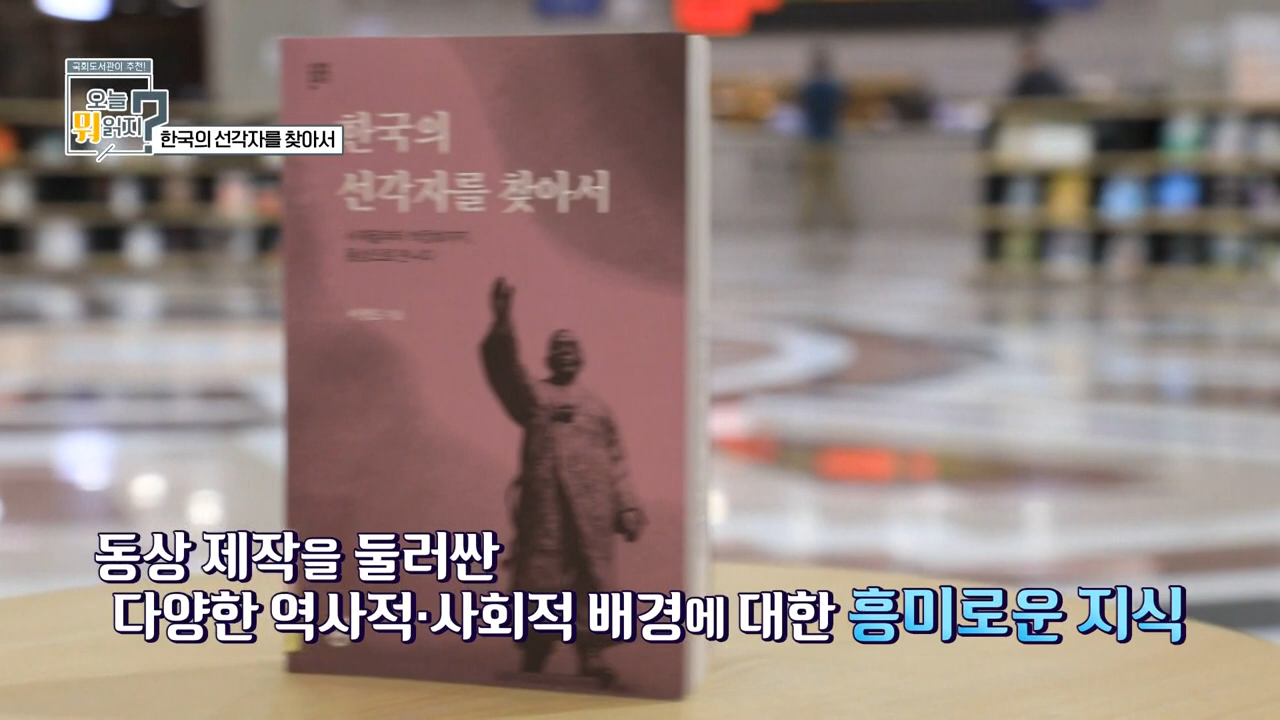 국회도서관이 추천!
오늘
뭐읽지?
한국의 선각자를 찾아서
한국의
선각자를 찾아서
동상 제작을 둘러싼
다양한 역사적·사회적 배경에 대한 흥미로운 지식